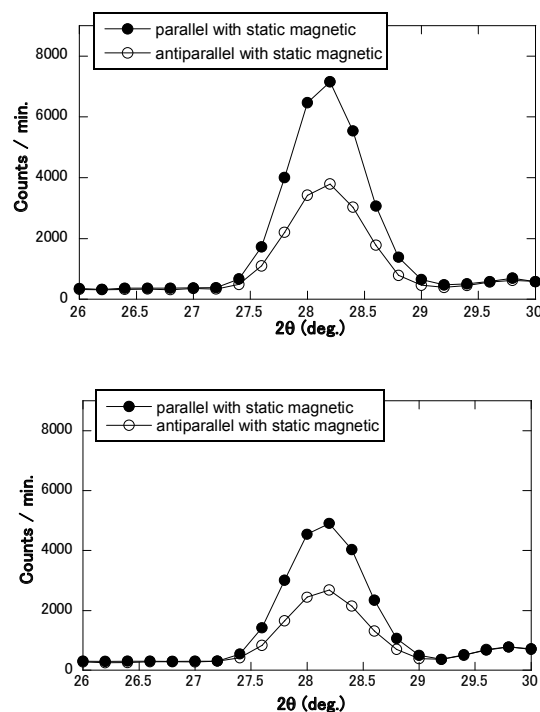 parallel with static magnetic
antiparallel with static magnetic
8000
6000
4000
2000
0
Counts / min.
26 26.5 27 27.5 28 28.5 29 29.5 30
2θ (deg.)
parallel with static magnetic
antiparallel with static magnetic
8000
6000
4000
2000
0
Counts / min.
26 26.5 27 27.5 28 28.5 29 29.5 30
2θ (deg.)